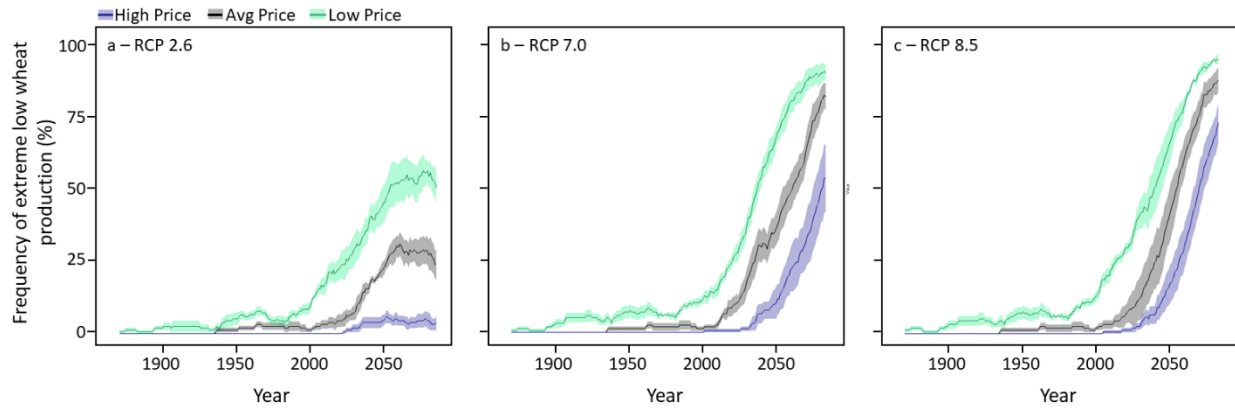 High Price Avg Price Low Price
a – RCP 2.6
b – RCP 7.0
c – RCP 8.5
Frequency of extreme low wheat
production (%)
100
75
50
25
0
1900 1950 2000 2050
1900 1950 2000 2050
1900 1950 2000 2050
Year
Year
Year